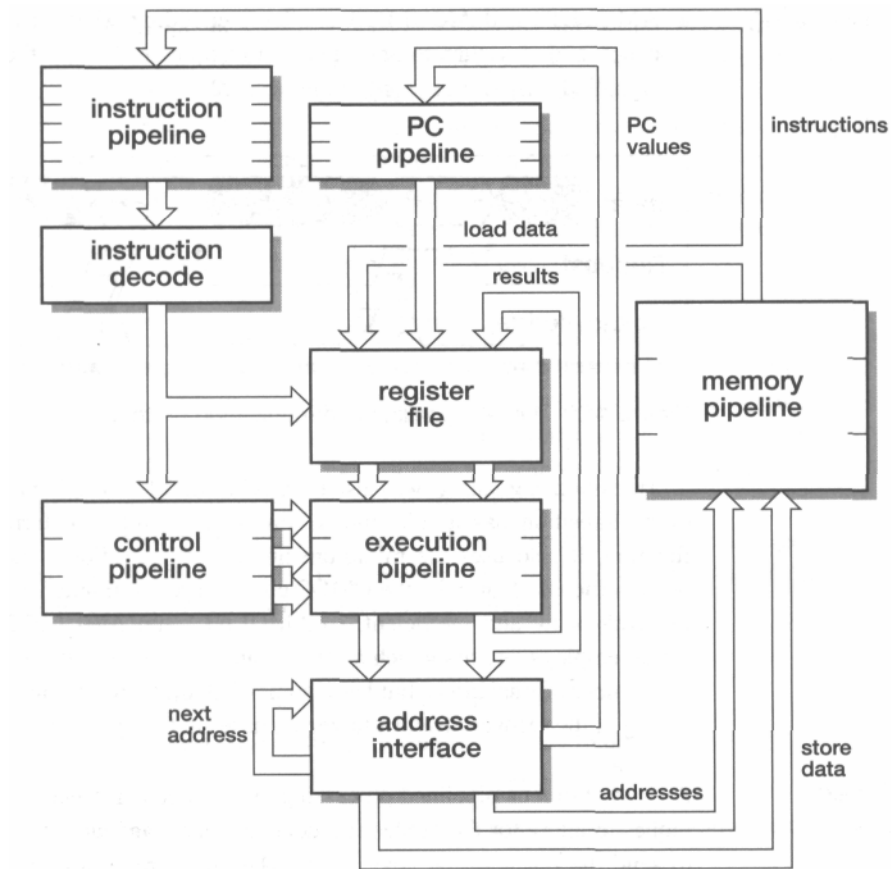 instruction
pipeline
PC
pipeline
PC
values
instructions
instruction
decode
load data
results
register
file
memory
pipeline
control
pipeline
execution
pipeline
next
address
address
interface
addresses
store
data